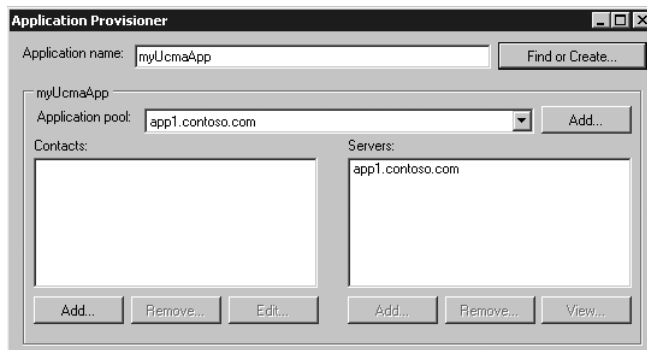 Application Provisioner
Application name: myUcmaApp Find or Create...
myUcmaApp
Application pool: app1.contoso.com Add...
Contacts: Servers:
app1.contoso.com
Add... Remove... Edit... Add... Remove... View...